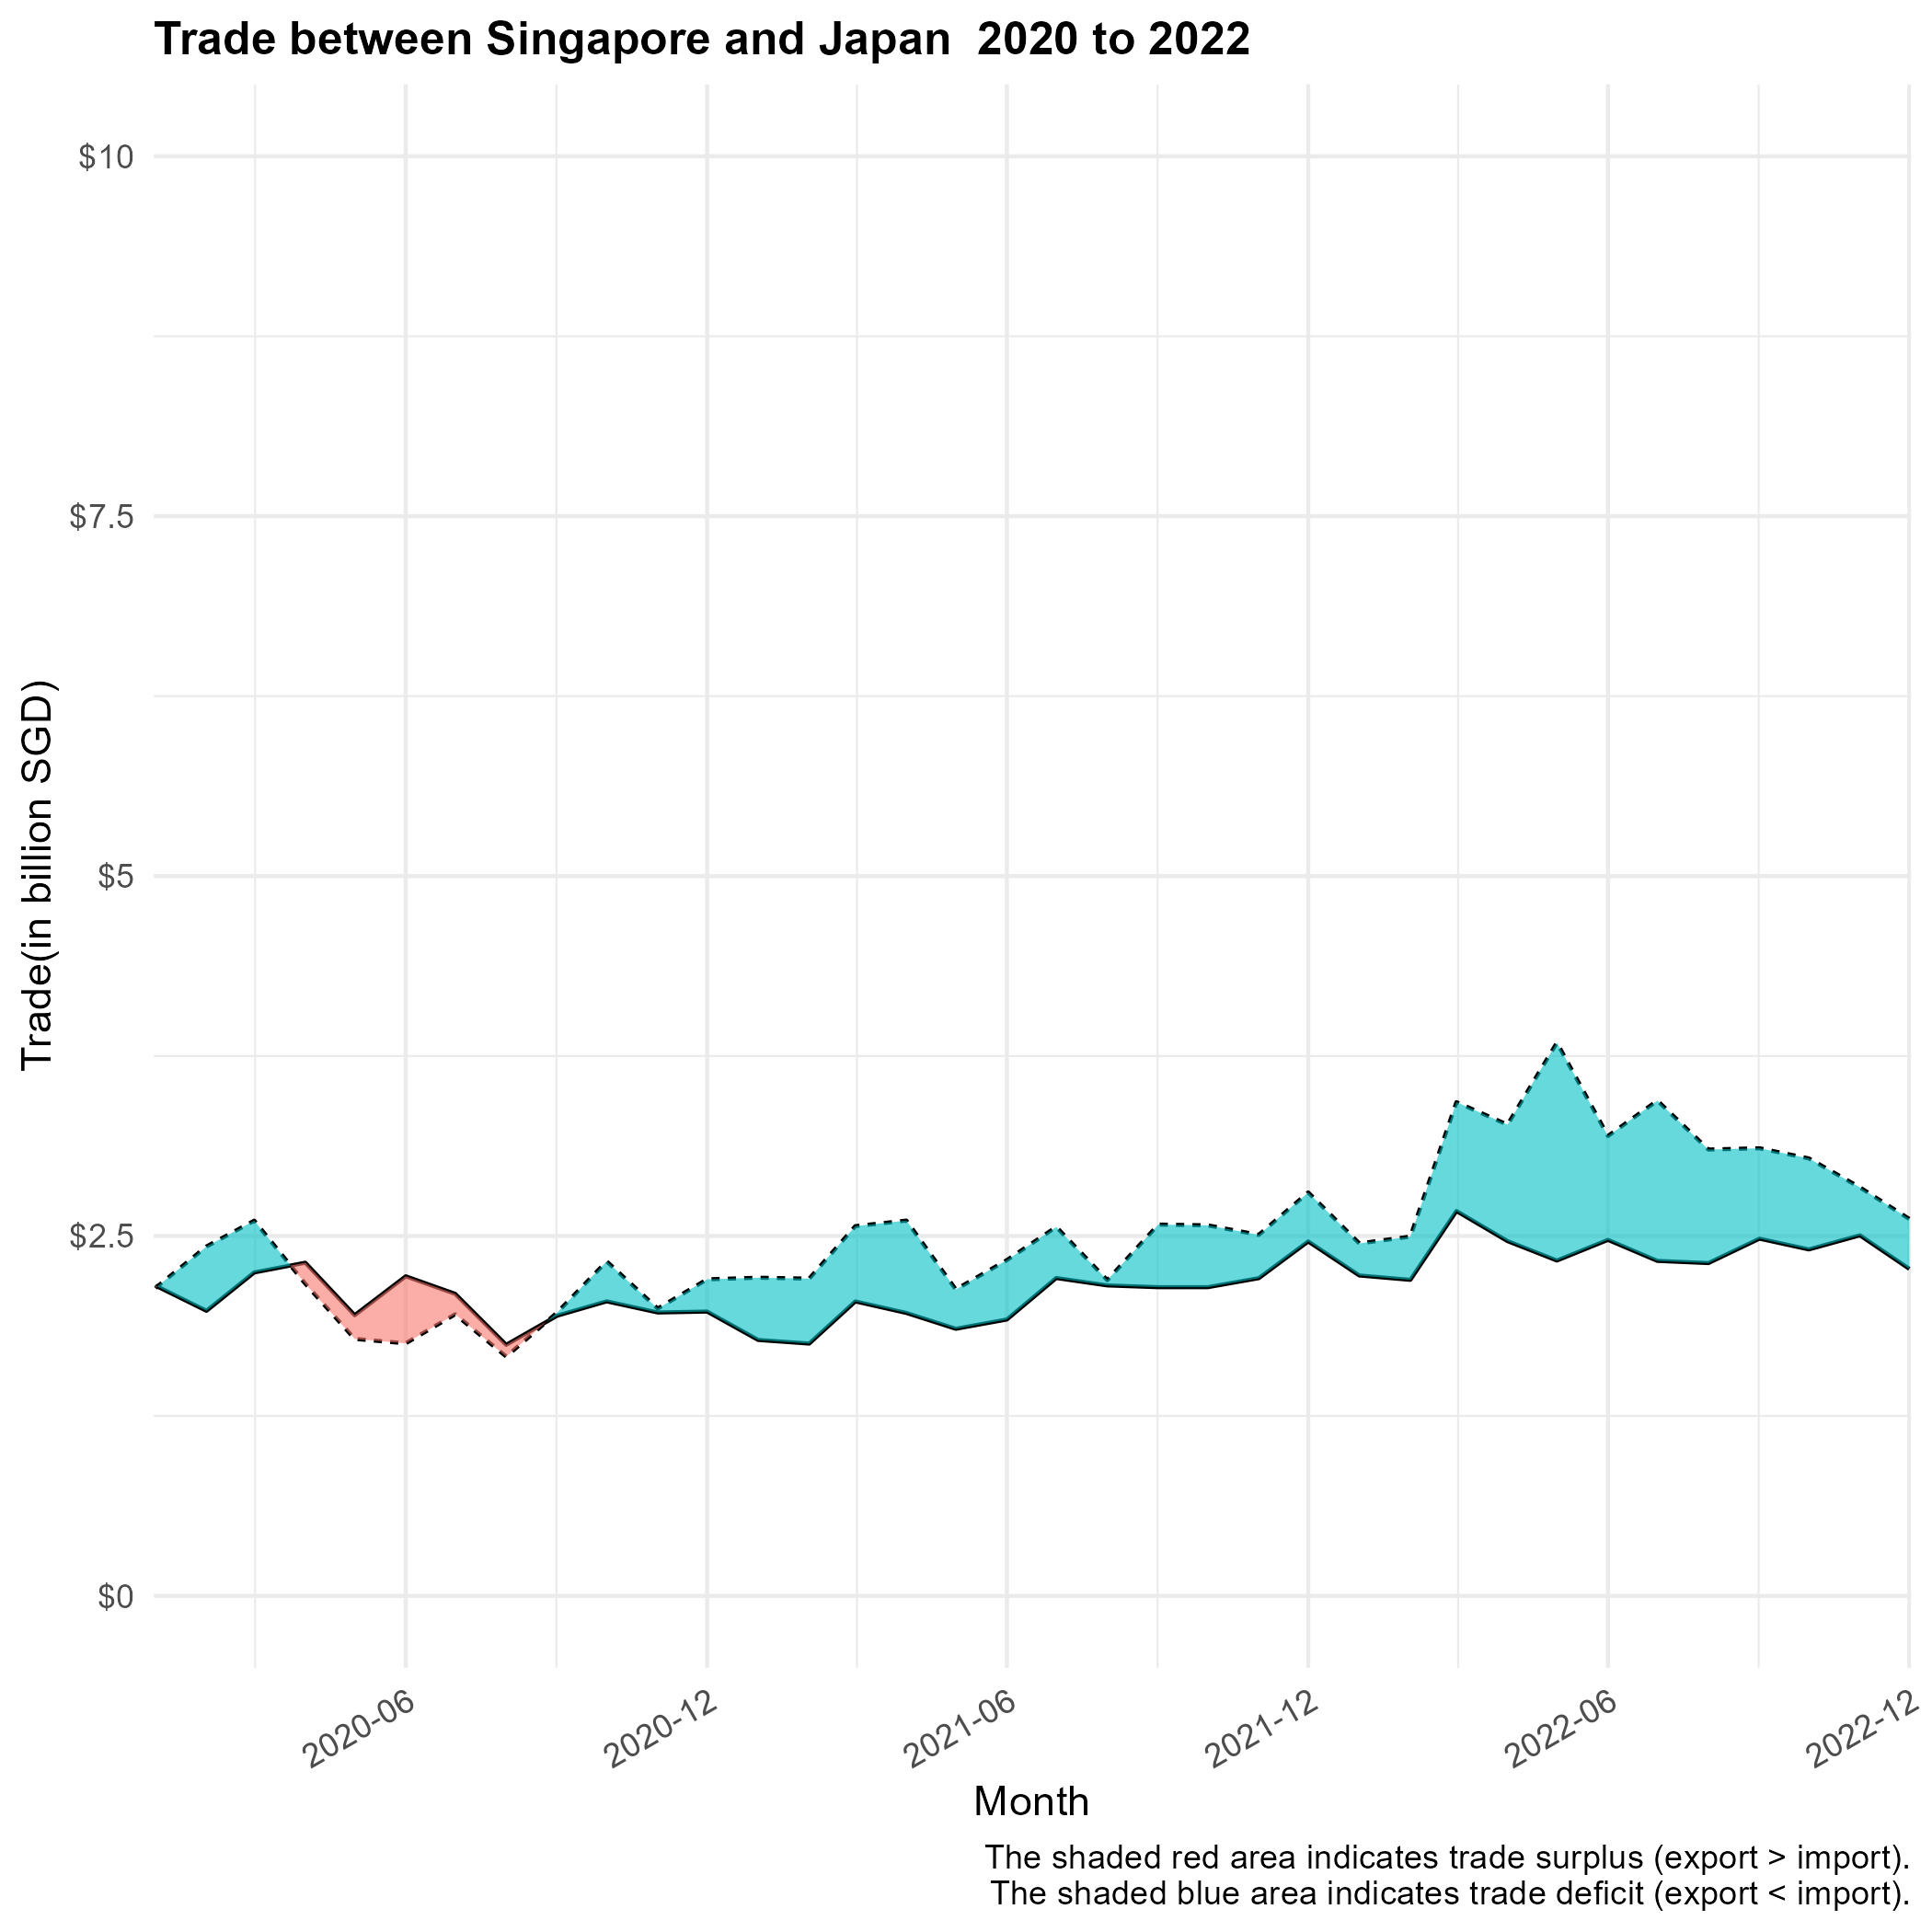 Trade between Singapore and Japan  2020 to 2022
$10
$7.5
$5
$2.5
$0
Trade(in billion SGD)
2020-06
2020-12
2021-06
2021-12
2022-06
2022-12
Month
The shaded red area indicates trade surplus (export > import).
The shaded blue area indicates trade deficit (export < import).